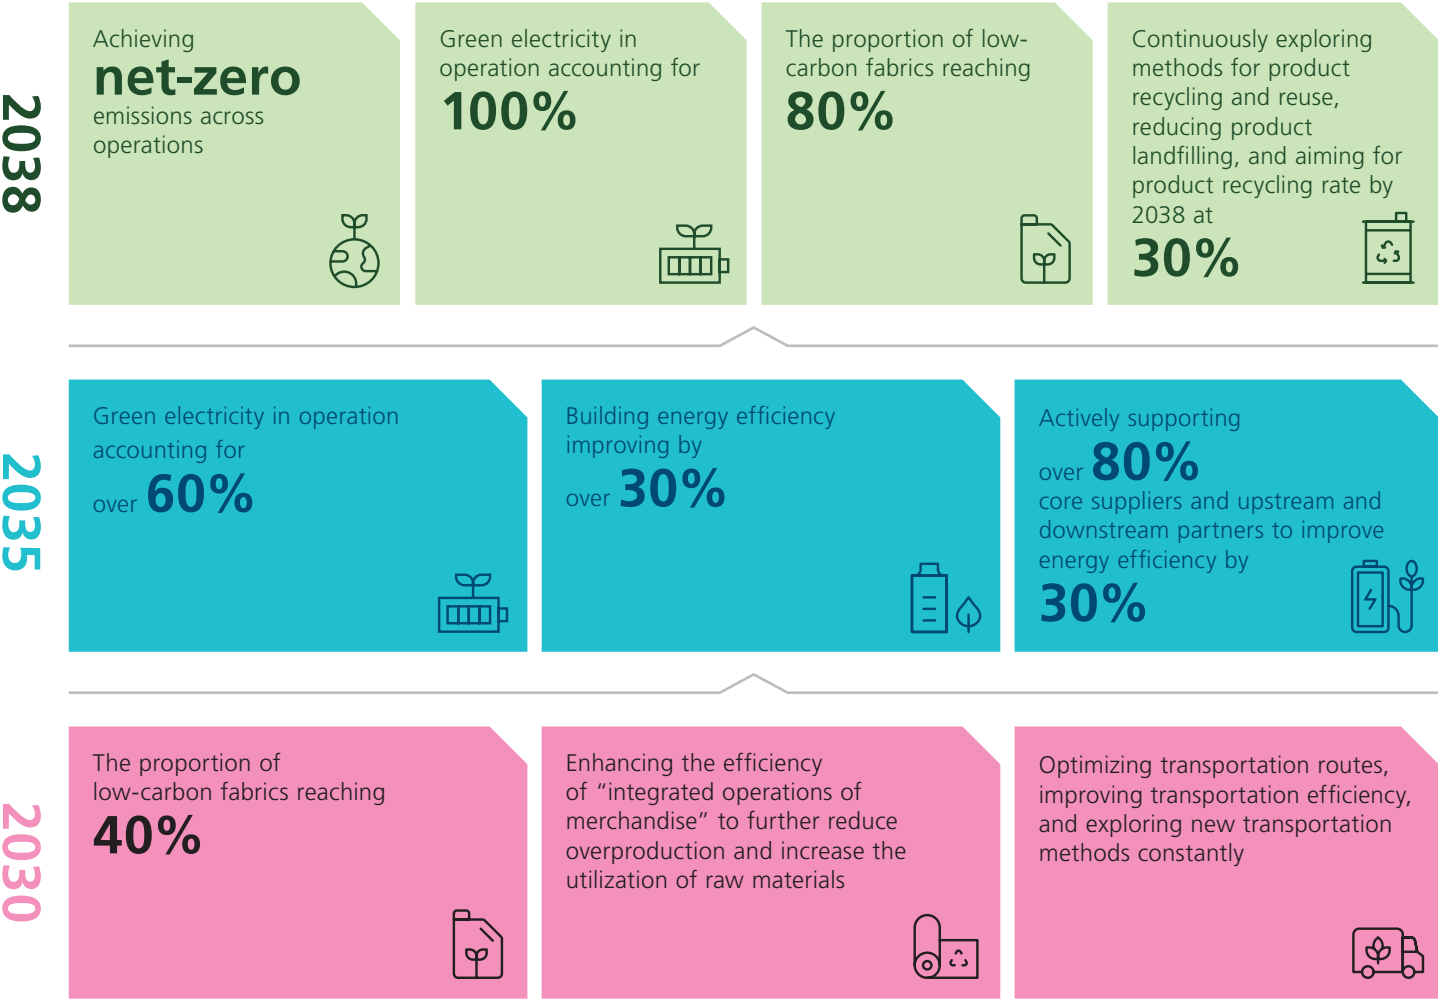 2038
Achieving
net-zero
emissions across
operations
Green electricity in
operation accounting for
100%
The proportion of low-
carbon fabrics reaching
80%
Continuously exploring
methods for product
recycling and reuse,
reducing product
landfilling, and aiming for
product recycling rate by
2038 at
30%
2035
Green electricity in operation
accounting for
over 60%
Building energy efficiency
improving by
over 30%
Actively supporting
over 80%
core suppliers and upstream and
downstream partners to improve
energy efficiency by
30%
2030
The proportion of
low-carbon fabrics reaching
40%
Enhancing the efficiency
of “integrated operations of
merchandise” to further reduce
overproduction and increase the
utilization of raw materials
Optimizing transportation routes,
improving transportation efficiency,
and exploring new transportation
methods constantly